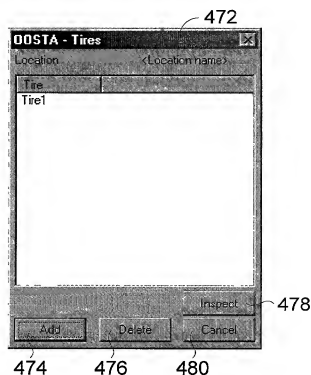 472
OOSTA - Tires
Location <Location name>
Tire
Tire1
Inspect
478
Add Delete Cancel
474 476 480